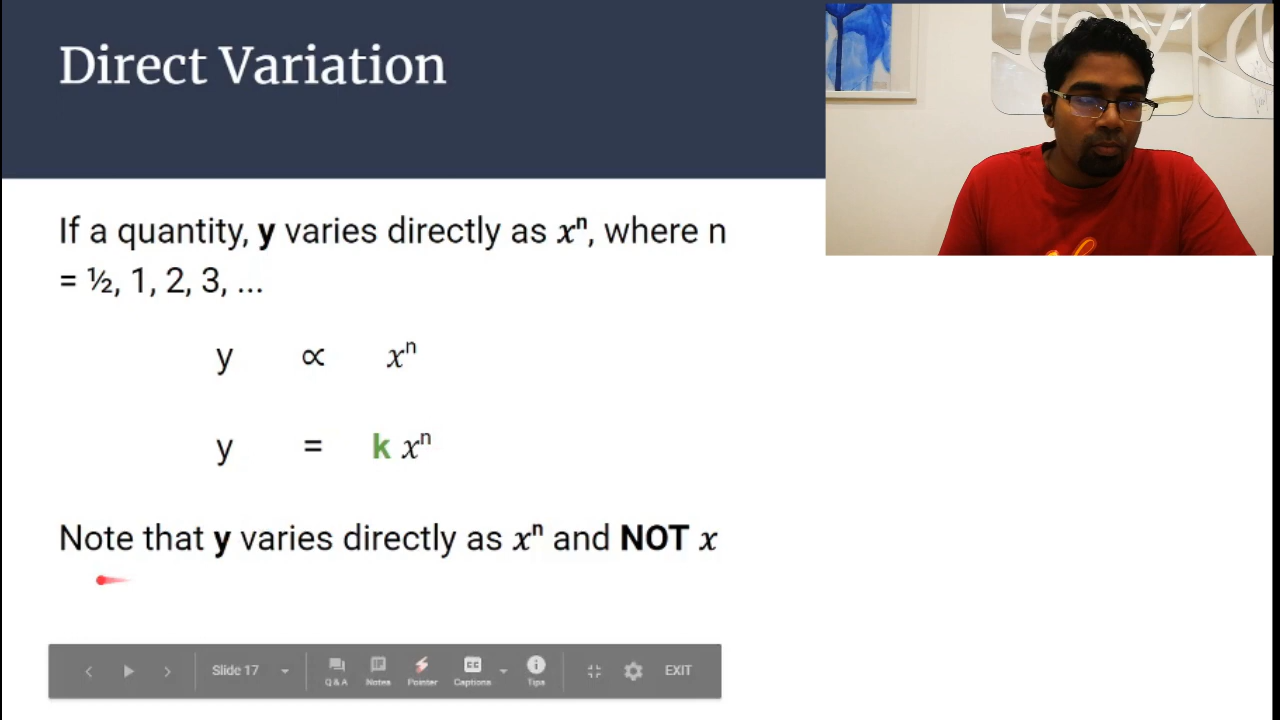 Direct Variation
If a quantity, y varies directly as xⁿ, where n
= ½, 1, 2, 3, ...
y ∝ xⁿ
y = k xⁿ
Note that y varies directly as xⁿ and NOT x
Slide 17 Q & A Notes Pointer CC Captions Tips EXIT